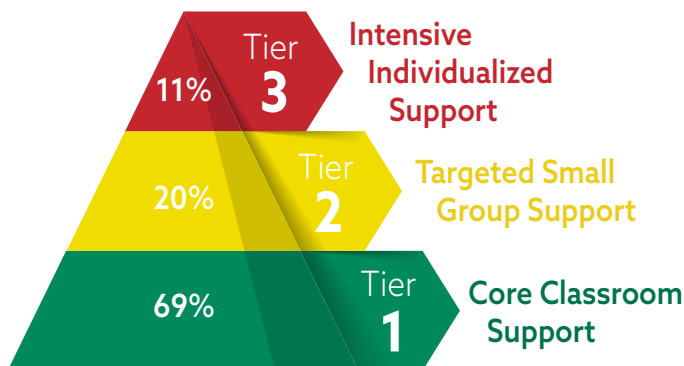 11%
Tier
3
Intensive
Individualized
Support
20%
Tier
2
Targeted Small
Group Support
69%
Tier
1
Core Classroom
Support